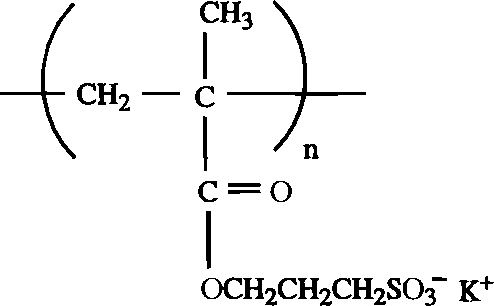 CH₃
CH₂ C
n
C = O
OCH₂CH₂CH₂SO₃⁻ K⁺